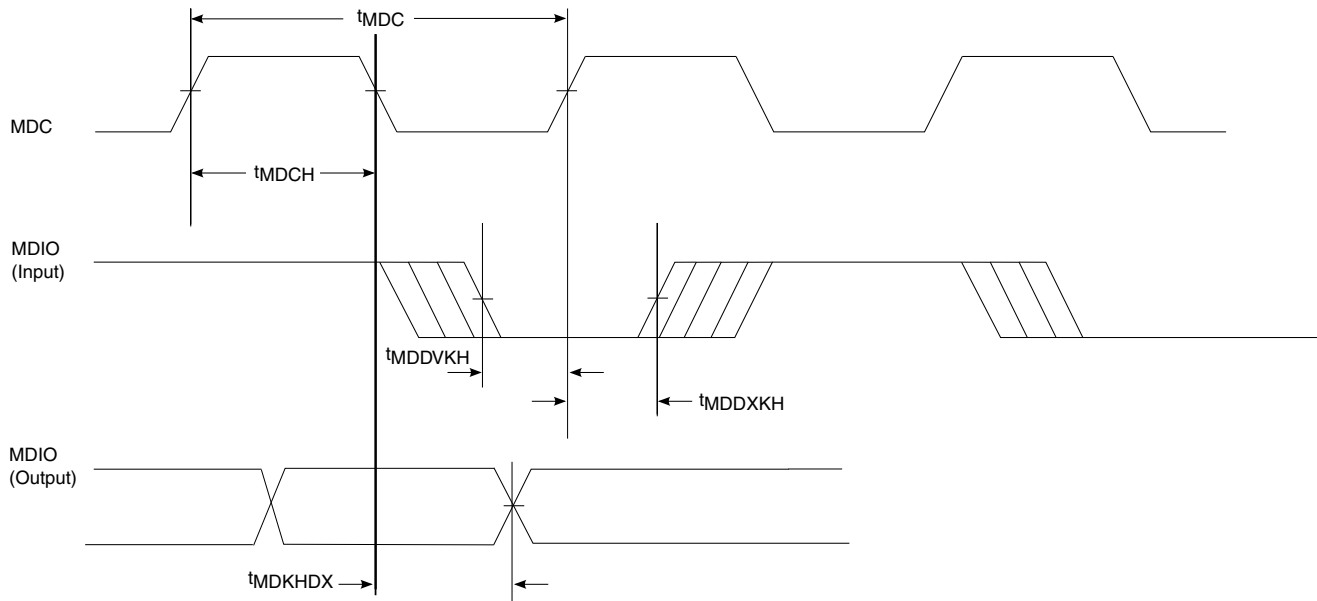 tMDC
MDC
tMDCH
MDIO
(Input)
tMDDVKH
tMDDXKH
MDIO
(Output)
tMDKHDX